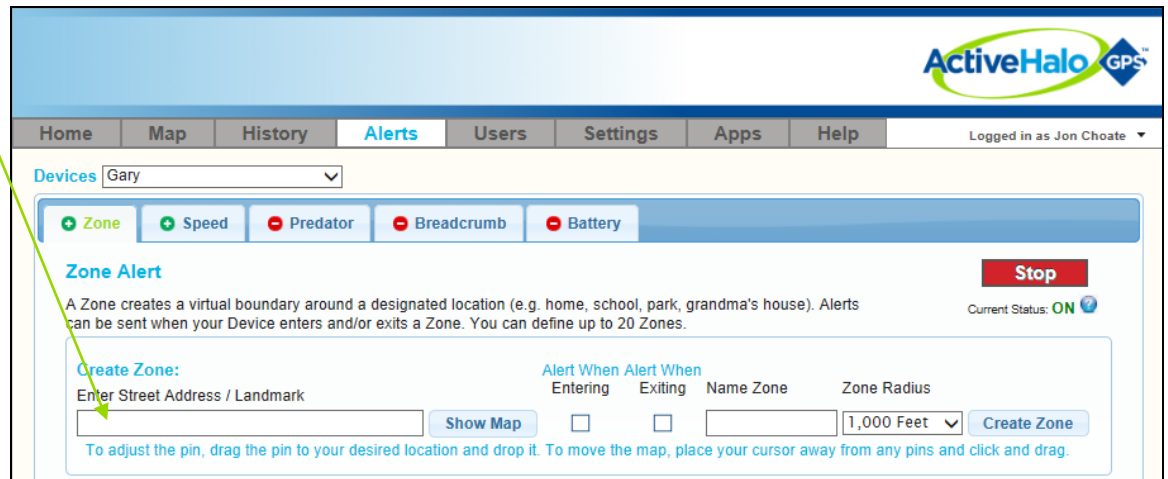 ActiveHalo GPS™
Home Map History Alerts Users Settings Apps Help Logged in as Jon Choate
Devices Gary
Zone Speed Predator Breadcrumb Battery
Zone Alert
Stop
A Zone creates a virtual boundary around a designated location (e.g. home, school, park, grandma's house). Alerts
can be sent when your Device enters and/or exits a Zone. You can define up to 20 Zones.
Current Status: ON ?
Create Zone:
Enter Street Address / Landmark
Alert When Alert When
Entering Exiting Name Zone Zone Radius
Show Map 1,000 Feet Create Zone
To adjust the pin, drag the pin to your desired location and drop it. To move the map, place your cursor away from any pins and click and drag.